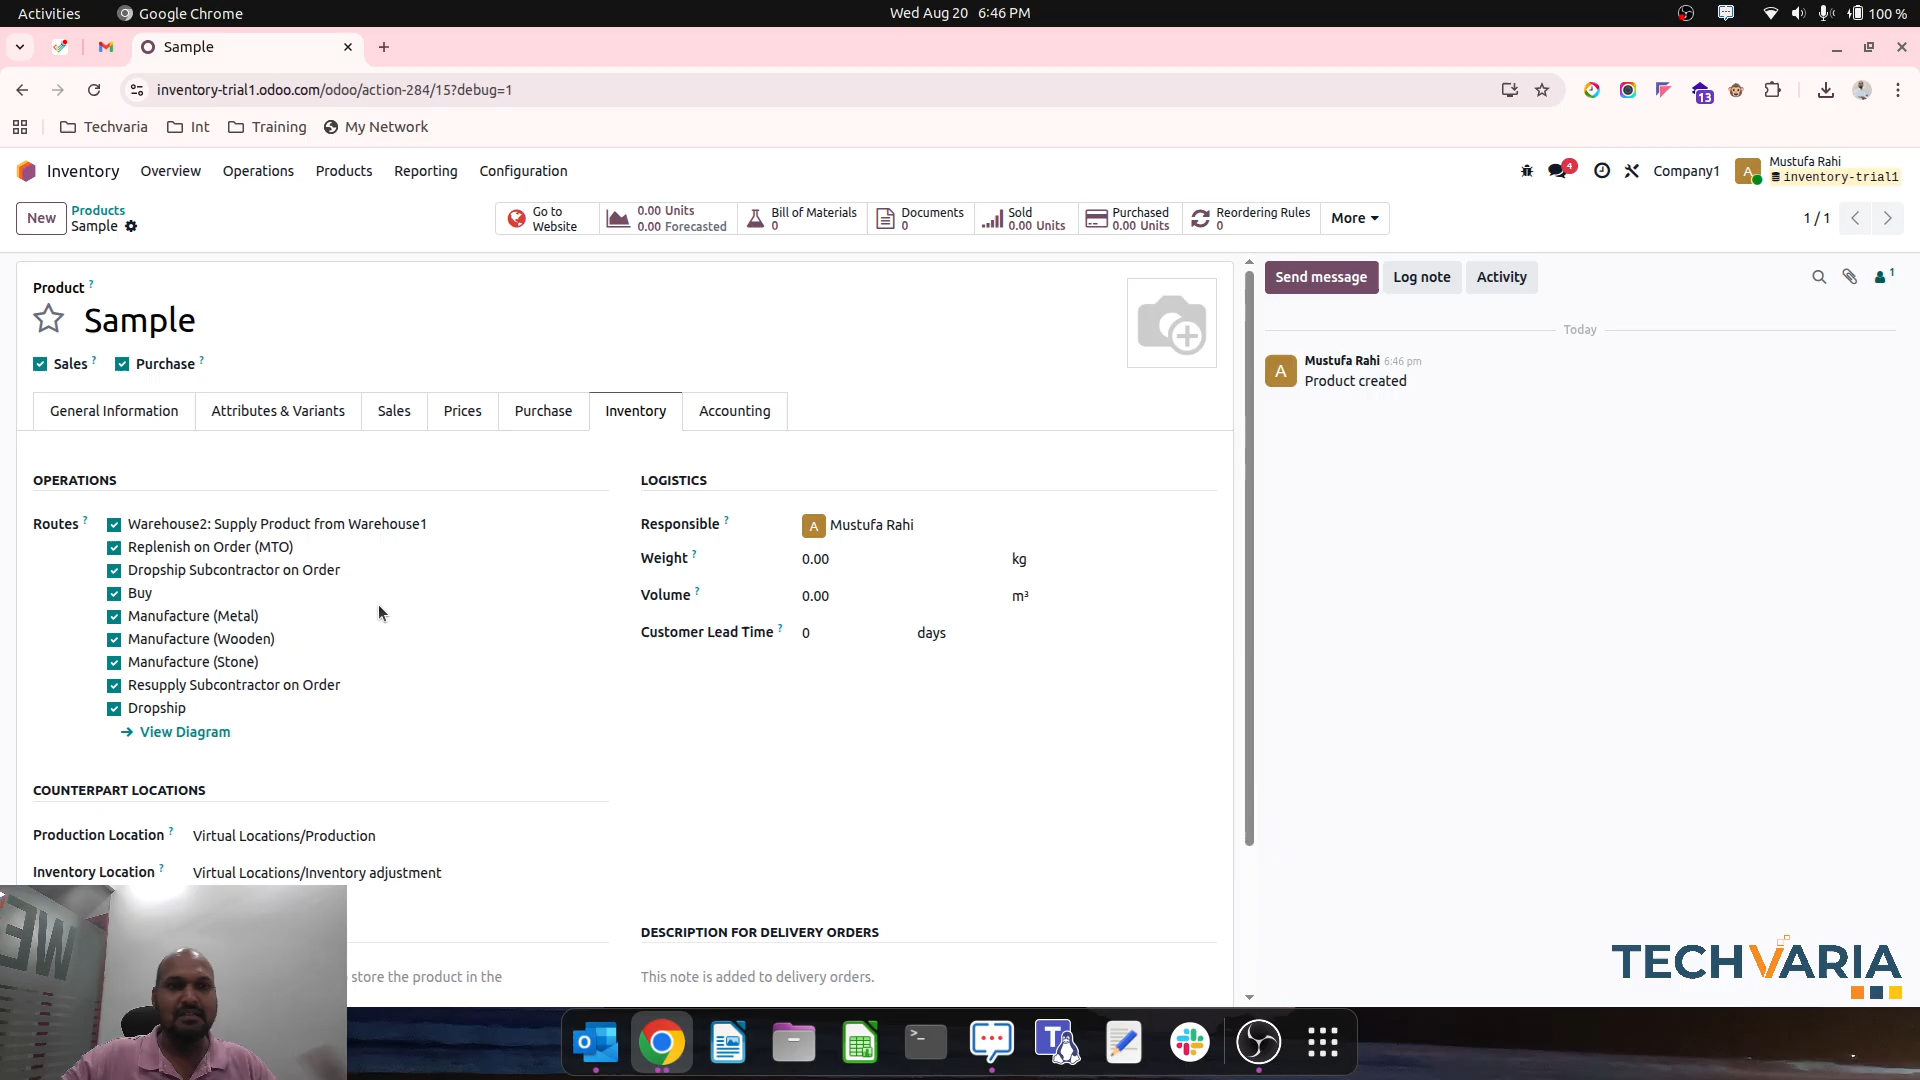 Activities
Google Chrome
Wed Aug 20 6:46 PM
100 %
Sample
inventory-trial1.odoo.com/odoo/action-284/15?debug=1
13
Techvaria
Int
Training
My Network
Inventory
Overview
Operations
Products
Reporting
Configuration
4
Company1
A
Mustufa Rahi
inventory-trial1
New
Products
Sample
Go to
Website
0.00 Units
0.00 Forecasted
Bill of Materials
0
Documents
0
Sold
0.00 Units
Purchased
0.00 Units
Reordering Rules
0
More
1 / 1
Product ?
Sample
Sales ?
Purchase ?
General Information
Attributes & Variants
Sales
Prices
Purchase
Inventory
Accounting
OPERATIONS
Routes ?
Warehouse2: Supply Product from Warehouse1
Replenish on Order (MTO)
Dropship Subcontractor on Order
Buy
Manufacture (Metal)
Manufacture (Wooden)
Manufacture (Stone)
Resupply Subcontractor on Order
Dropship
View Diagram
LOGISTICS
Responsible ?
A Mustufa Rahi
Weight ? 0.00 kg
Volume ? 0.00 m³
Customer Lead Time ? 0 days
COUNTERPART LOCATIONS
Production Location ? Virtual Locations/Production
Inventory Location ? Virtual Locations/Inventory adjustment
store the product in the
DESCRIPTION FOR DELIVERY ORDERS
This note is added to delivery orders.
Send message
Log note
Activity
1
Today
A
Mustufa Rahi 6:46 pm
Product created
TECHVARIA
WE